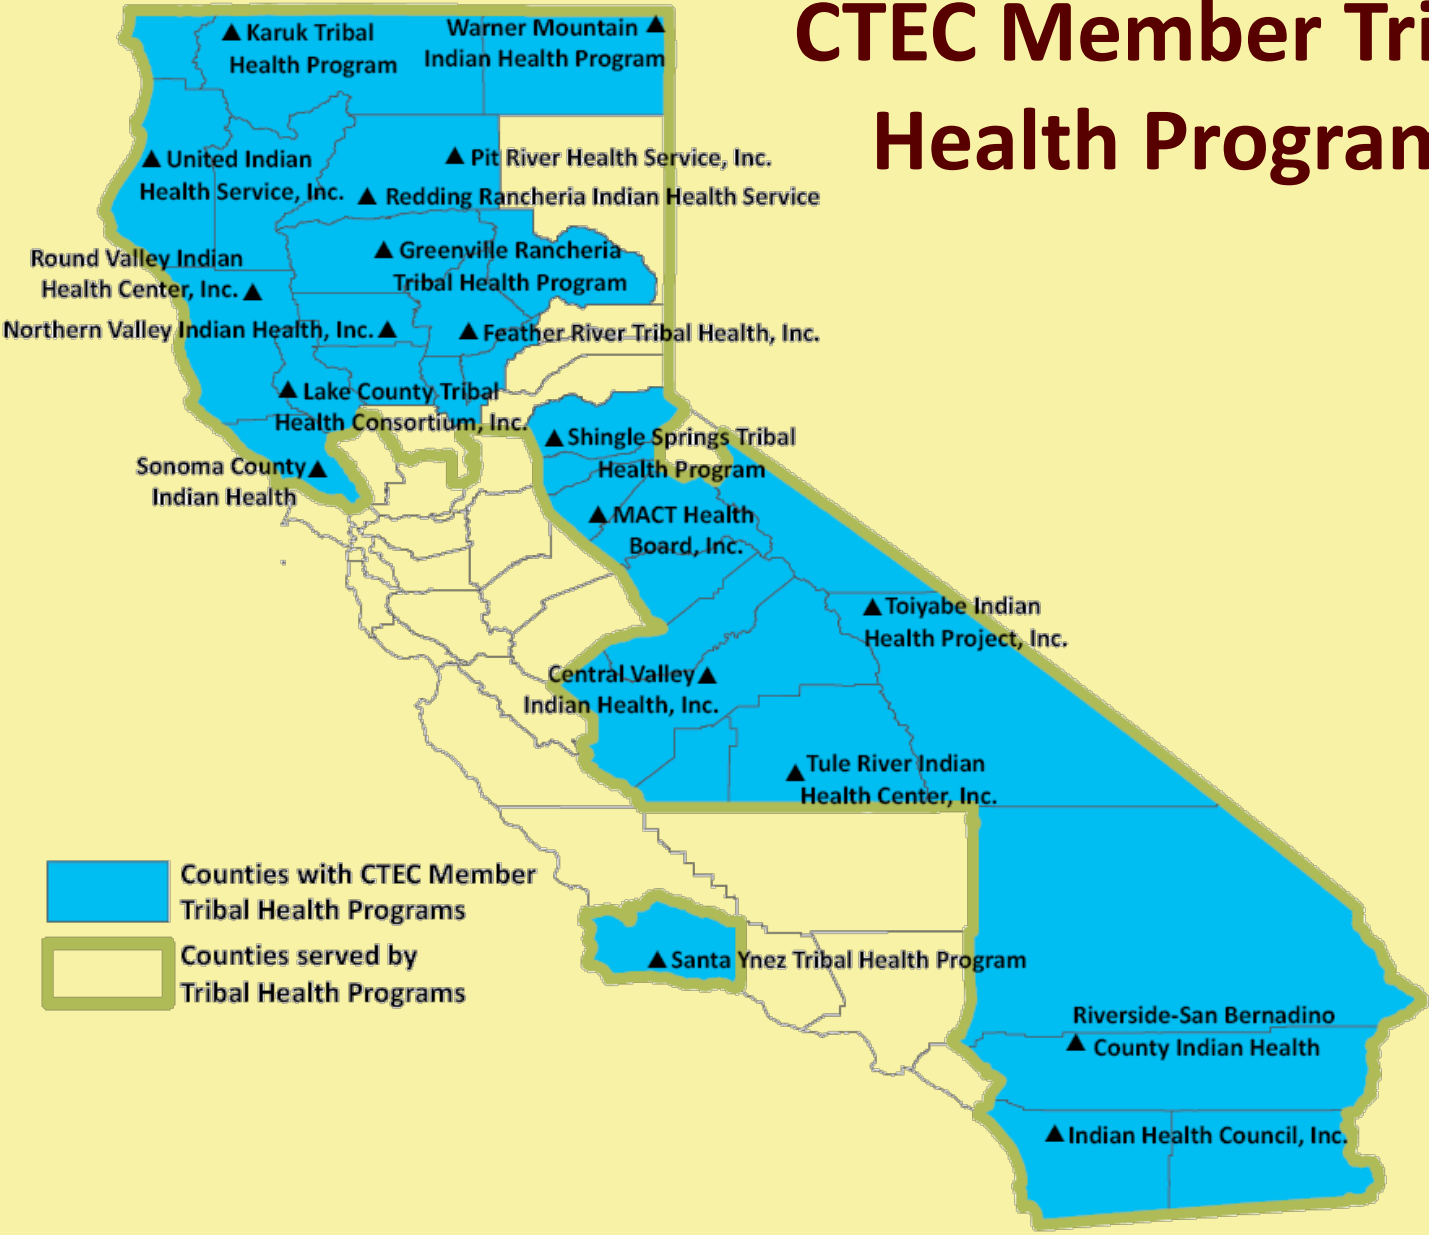 CTEC Member Tri
Health Program
Karuk Tribal
Health Program
Warner Mountain
Indian Health Program
United Indian
Health Service, Inc.
Pit River Health Service, Inc.
Redding Rancheria Indian Health Service
Round Valley Indian
Health Center, Inc.
Greenville Rancheria
Tribal Health Program
Northern Valley Indian Health, Inc.
Feather River Tribal Health, Inc.
Lake County Tribal
Health Consortium, Inc.
Sonoma County
Indian Health
Shingle Springs Tribal
Health Program
MACT Health
Board, Inc.
Toiyabe Indian
Health Project, Inc.
Central Valley
Indian Health, Inc.
Tule River Indian
Health Center, Inc.
Counties with CTEC Member
Tribal Health Programs
Counties served by
Tribal Health Programs
Santa Ynez Tribal Health Program
Riverside-San Bernadino
County Indian Health
Indian Health Council, Inc.